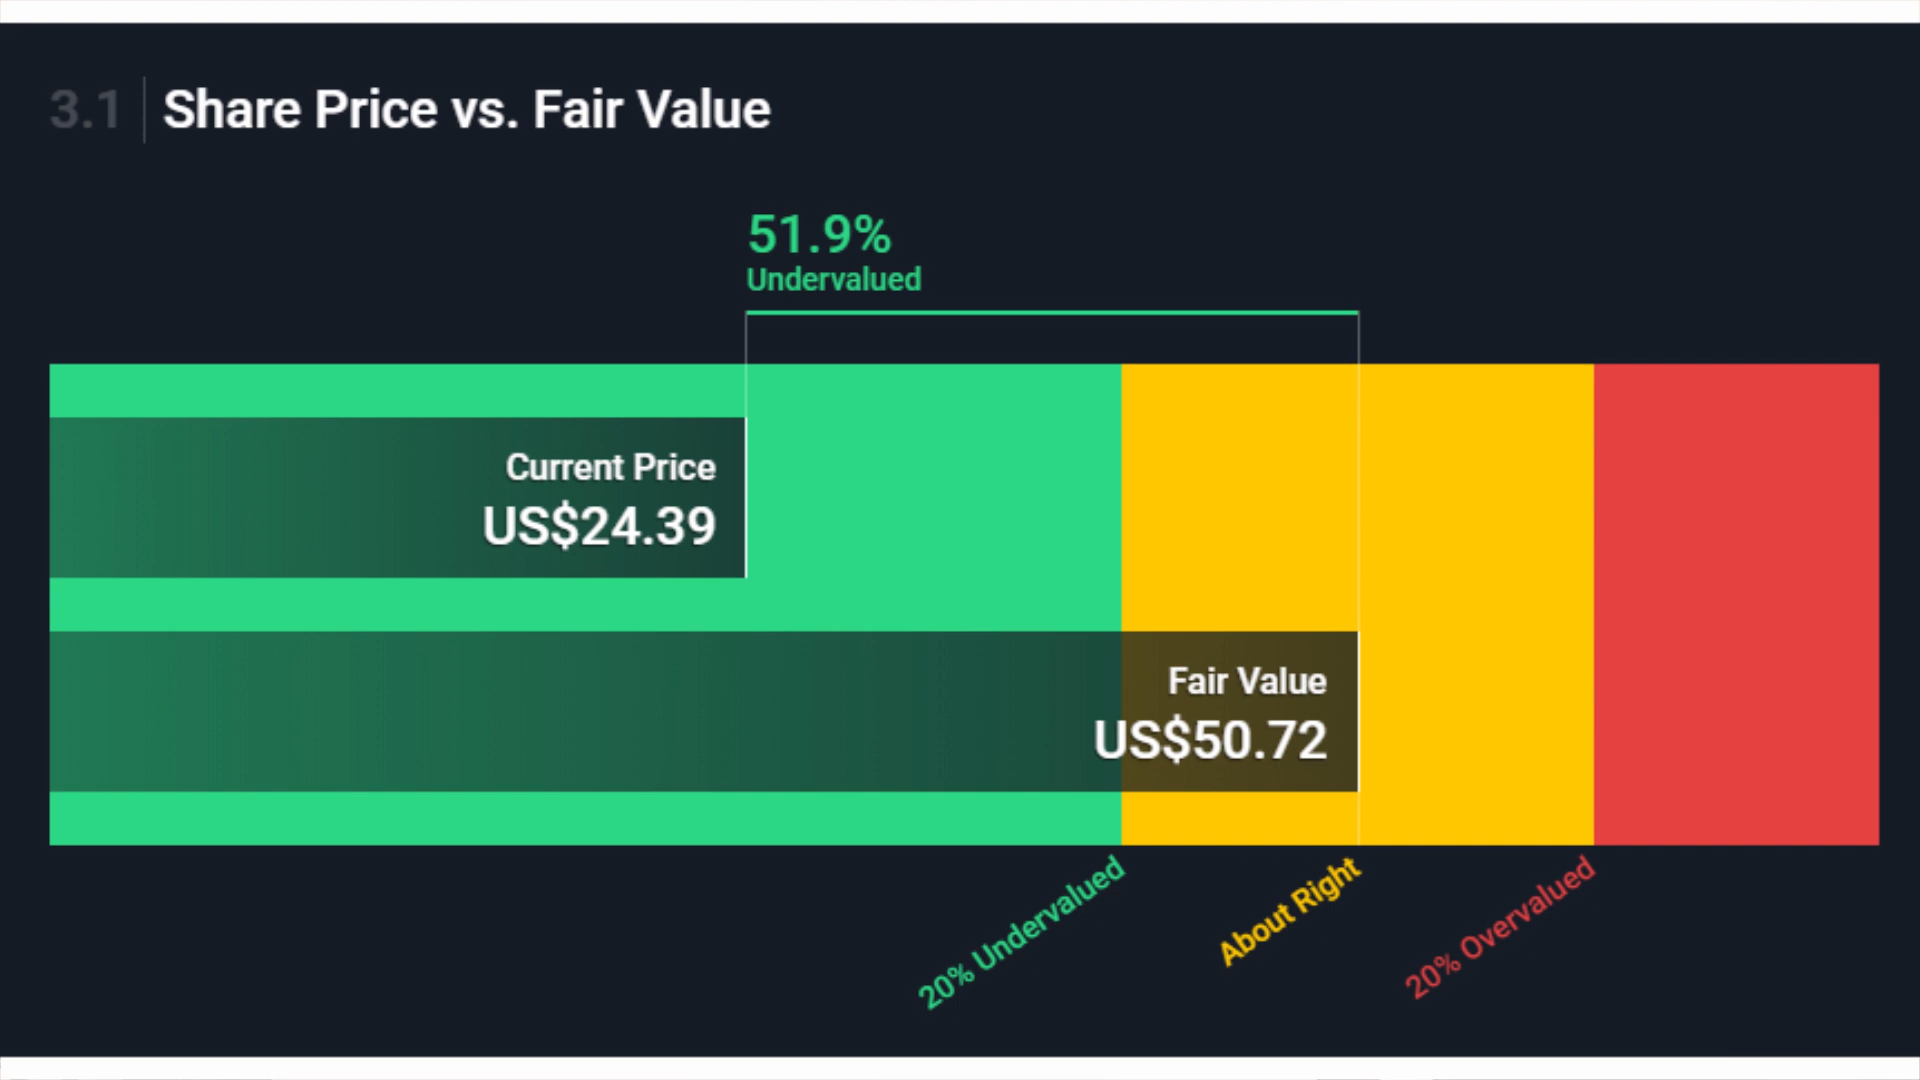 3.1 Share Price vs. Fair Value
51.9%
Undervalued
Current Price
US$24.39
Fair Value
US$50.72
20% Undervalued
About Right
20% Overvalued